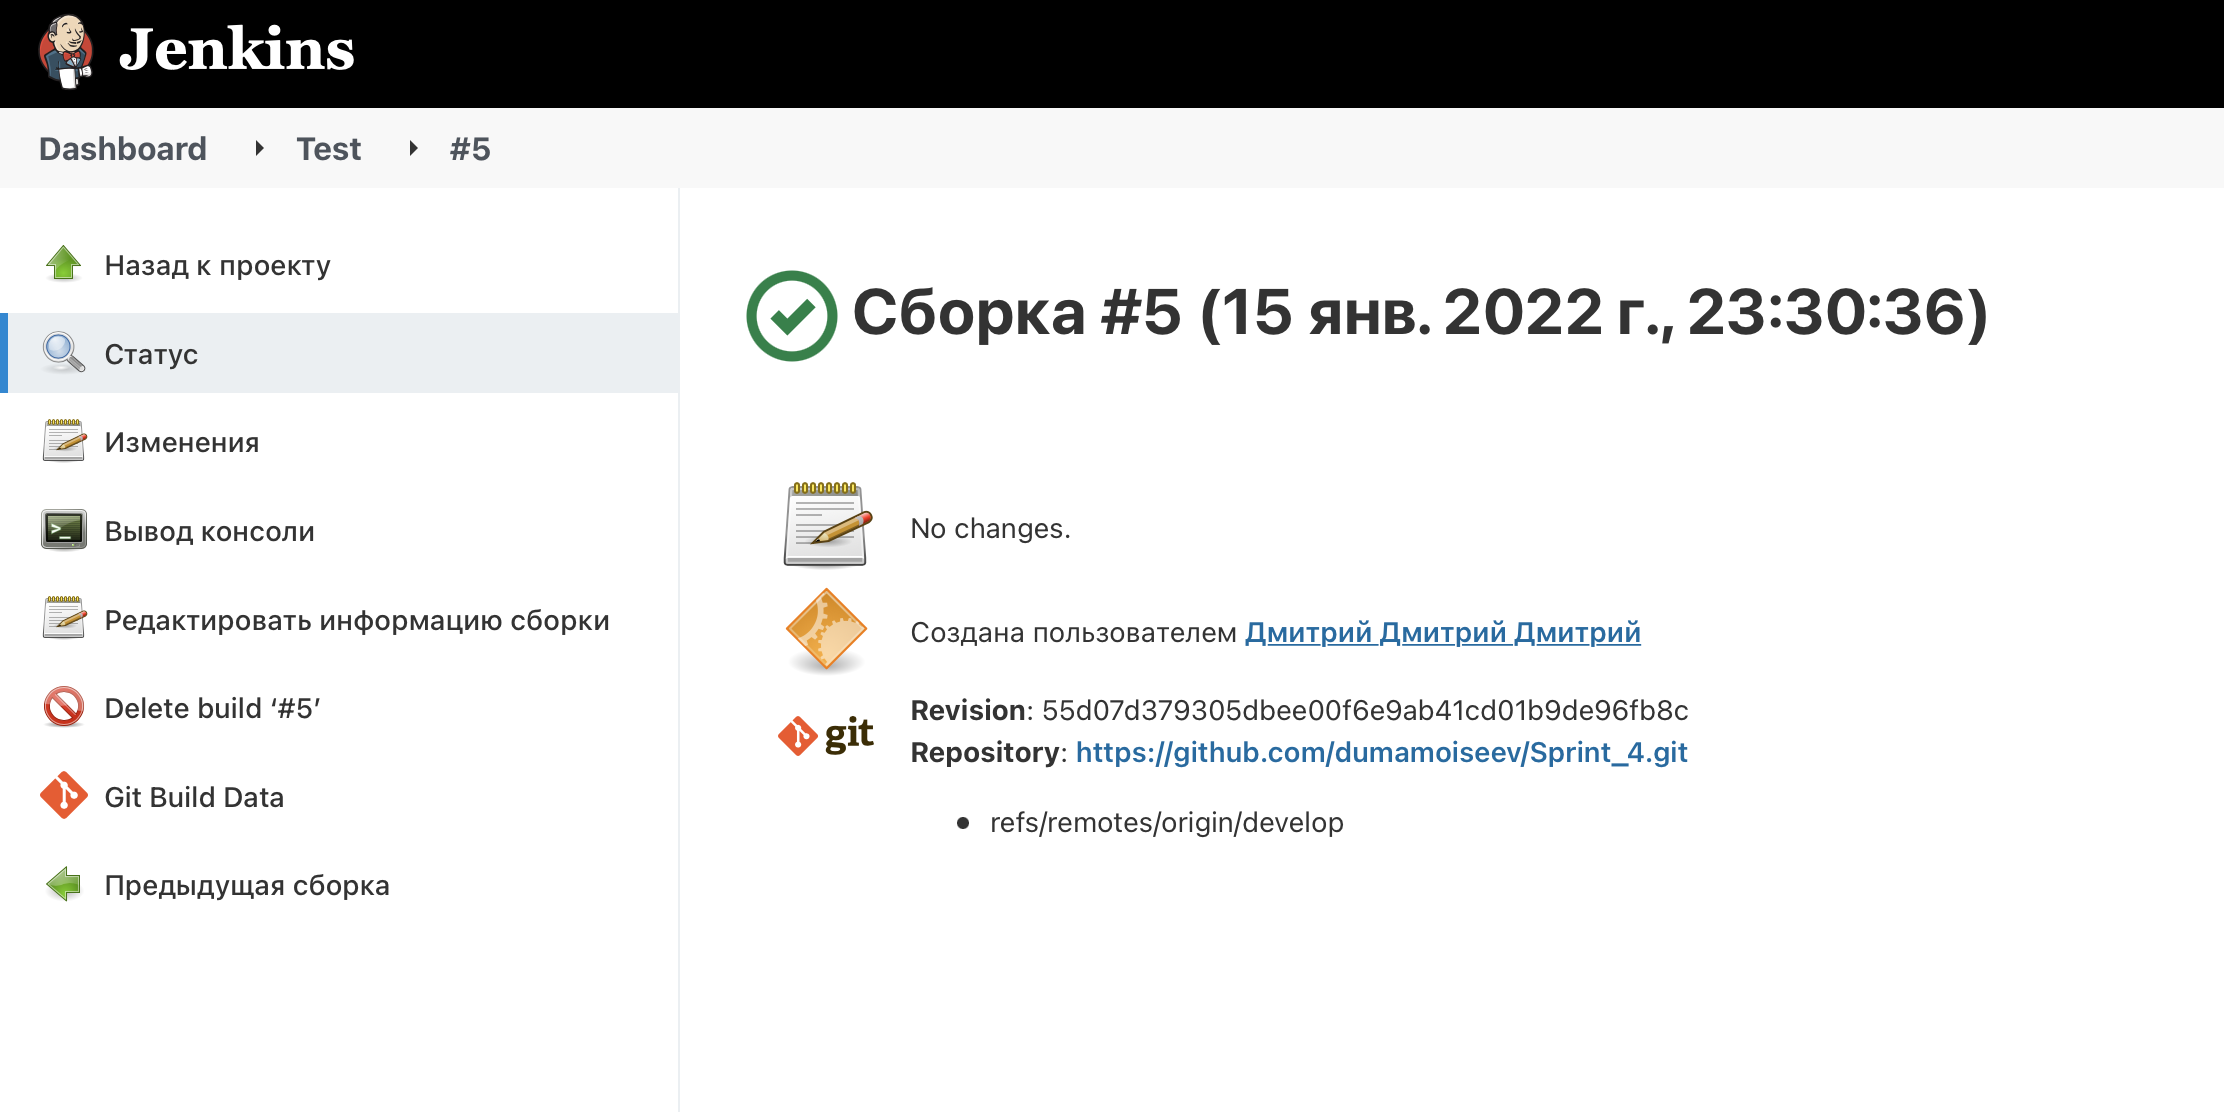 Jenkins
Dashboard
Test
#5
Назад к проекту
Статус
Изменения
Вывод консоли
Редактировать информацию сборки
Delete build ‘#5’
Git Build Data
Предыдущая сборка
Сборка #5 (15 янв. 2022 г., 23:30:36)
No changes.
Создана пользователем Дмитрий Дмитрий Дмитрий
git
Revision: 55d07d379305dbee00f6e9ab41cd01b9de96fb8c
Repository: https://github.com/dumamoiseev/Sprint_4.git
refs/remotes/origin/develop